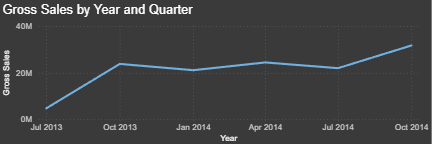 Gross Sales by Year and Quarter
40M
20M
0M
Gross Sales
Jul 2013 Oct 2013 Jan 2014 Apr 2014 Jul 2014 Oct 2014
Year